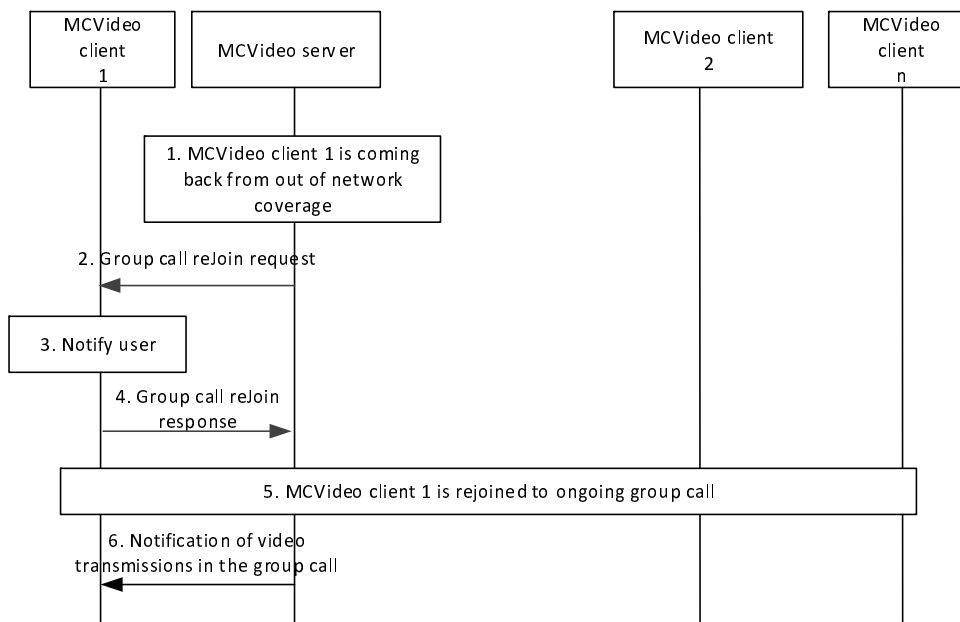 MCVideo
client
1
MCVideo server
MCVideo client
2
MCVideo
client
n
1. MCVideo client 1 is coming
back from out of network
coverage
2. Group call reJoin request
3. Notify user
4. Group call reJoin
response
5. MCVideo client 1 is rejoined to ongoing group call
6. Notification of video
transmissions in the group call